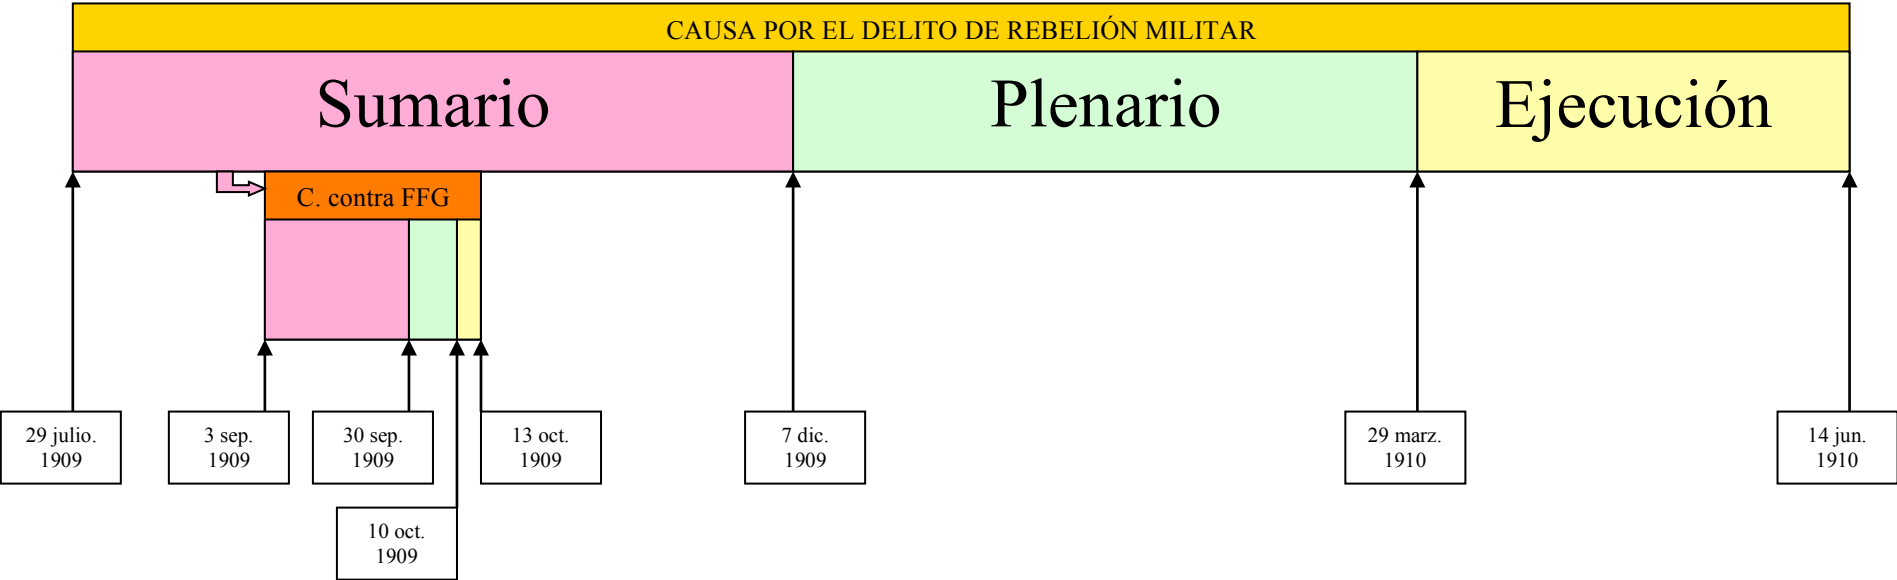 CAUSA POR EL DELITO DE REBELIÓN MILITAR
Sumario
Plenario
Ejecución
C. contra FFG
29 julio.
1909
3 sep.
1909
30 sep.
1909
13 oct.
1909
7 dic.
1909
29 marz.
1910
14 jun.
1910
10 oct.
1909